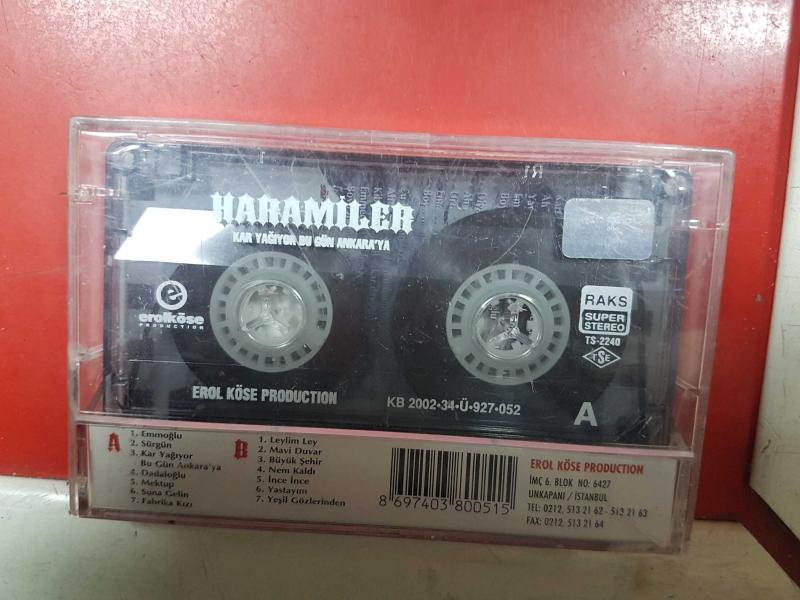 HARAMİLER
KAR YAĞIYOR BU GÜN ANKARA'YA
erolköse
PRODUCTION
RAKS
SUPER
STEREO
TS-2240
TSE
EROL KÖSE PRODUCTION
KB 2002•34•Ü•927-052
A
A
1. Emmoğlu
2. Sürgün
3. Kar Yağıyor
Bu Gün Ankara'ya
4. Dadaloğlu
5. Mektup
6. Suna Gelin
7. Fabrika Kızı
B
1. Leylim Ley
2. Mavi Duvar
3. Büyük Şehir
4. Nem Kaldı
5. İnce İnce
6. Yastayım
7. Yeşil Gözlerinden
8 697403 800515
EROL KÖSE PRODUCTION
İMÇ 6. BLOK NO: 6427
UNKAPANI / İSTANBUL
TEL: 0212. 513 21 62 - 513 21 63
FAX: 0212. 513 21 64